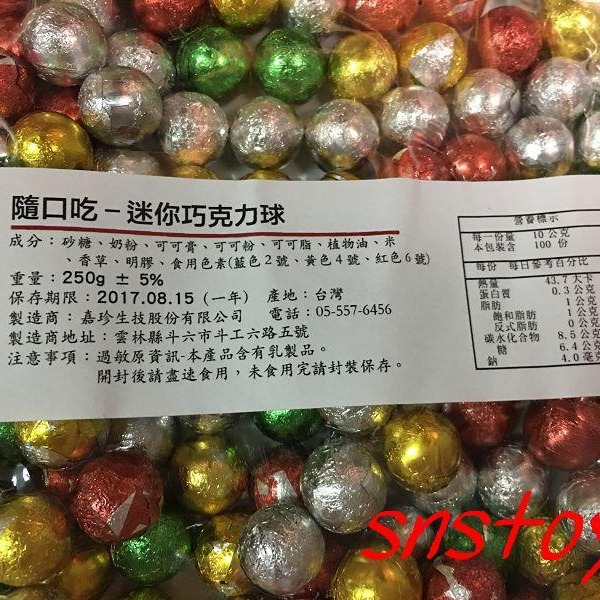 隨口吃－迷你巧克力球
成分：砂糖、奶粉、可可膏、可可粉、可可脂、植物油、米
、香草、明膠、食用色素(藍色2號、黃色4號、紅色6號)
重量：250g ± 5%
保存期限：2017.08.15 (一年) 產地：台灣
製造商：嘉珍生技股份有限公司 電話：05-557-6456
製造商地址：雲林縣斗六市斗工六路五號
注意事項：過敏原資訊-本產品含有乳製品。
開封後請盡速食用，未食用完請封裝保存。
營養標示
每一份量 10公克
本包裝含 100 份
每份 每日參考百分比
熱量 43.7 大卡
蛋白質 0.3 公克
脂肪 1 公克
飽和脂肪 1 公克
反式脂肪 0 公克
碳水化合物 8.5 公克
糖 6.4 公克
鈉 4.0 毫克
snstoy